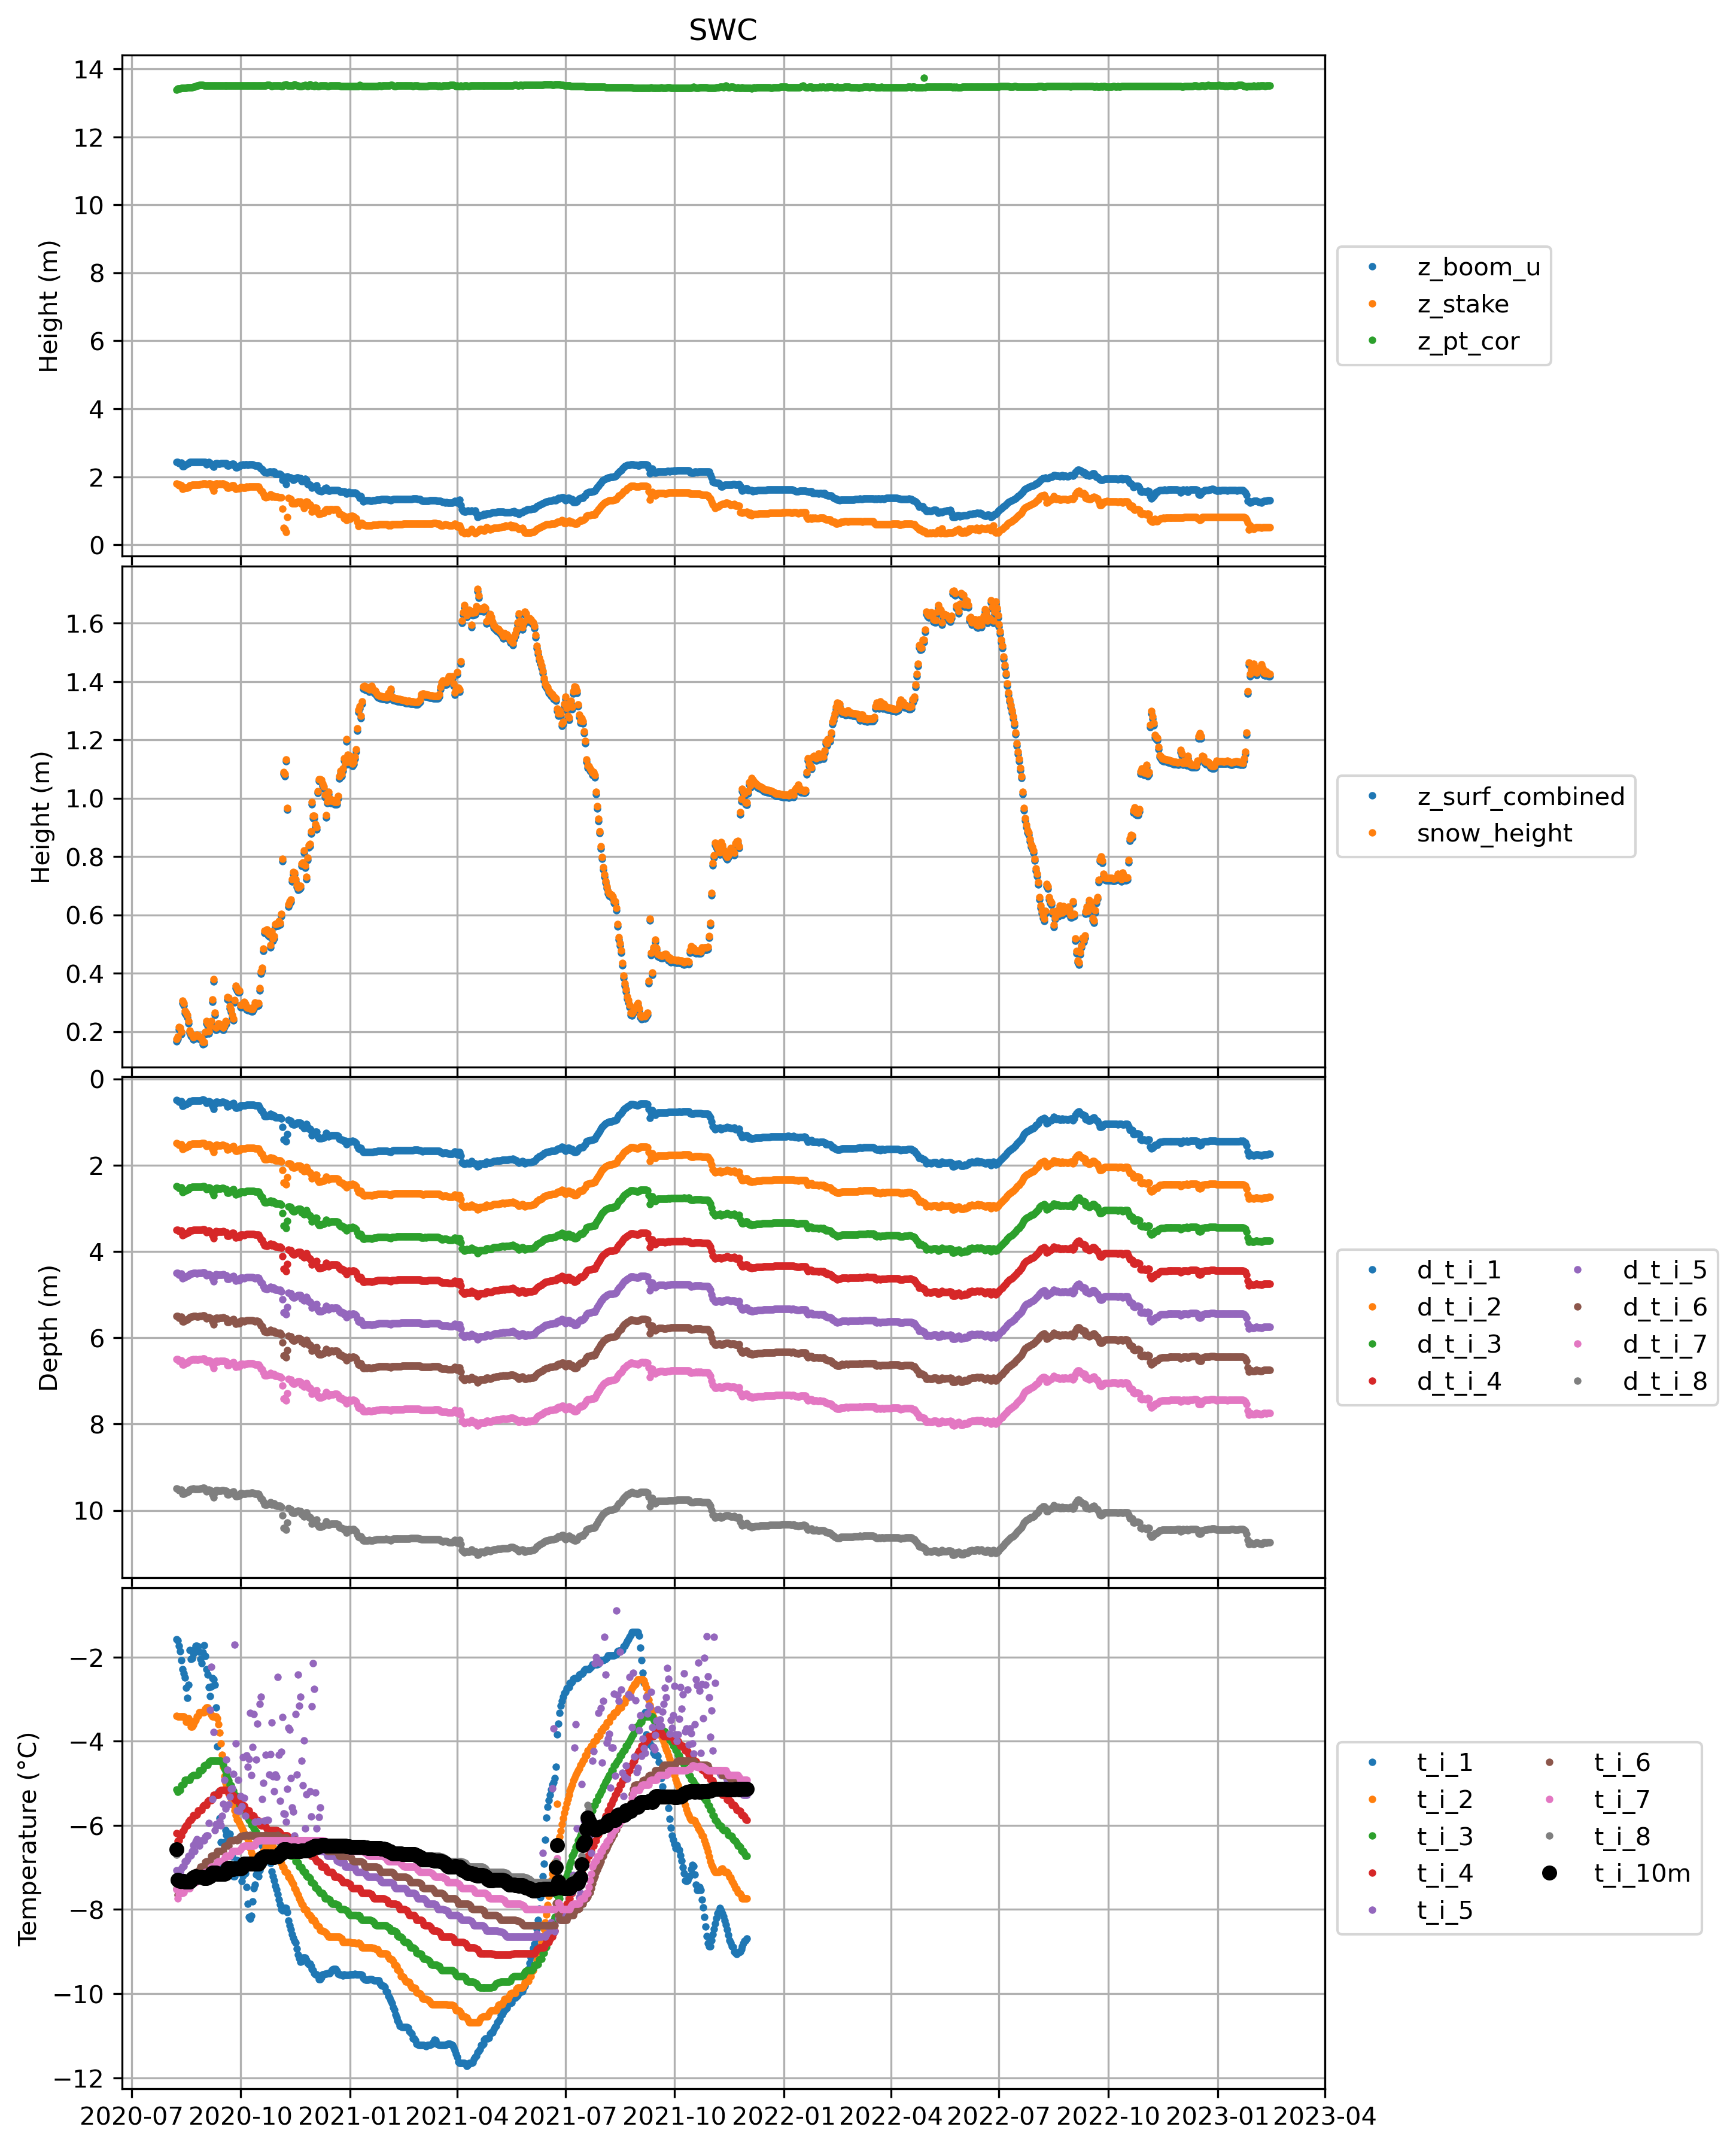 SWC
14
12
10
8
6
4
2
0
Height (m)
z_boom_u
z_stake
z_pt_cor
1.6
1.4
1.2
1.0
0.8
0.6
0.4
0.2
Height (m)
z_surf_combined
snow_height
0
2
4
6
8
10
Depth (m)
d_t_i_1
d_t_i_2
d_t_i_3
d_t_i_4
d_t_i_5
d_t_i_6
d_t_i_7
d_t_i_8
−2
−4
−6
−8
−10
−12
Temperature (°C)
t_i_1
t_i_2
t_i_3
t_i_4
t_i_5
t_i_6
t_i_7
t_i_8
t_i_10m
2020-07 2020-10 2021-01 2021-04 2021-07 2021-10 2022-01 2022-04 2022-07 2022-10 2023-01 2023-04